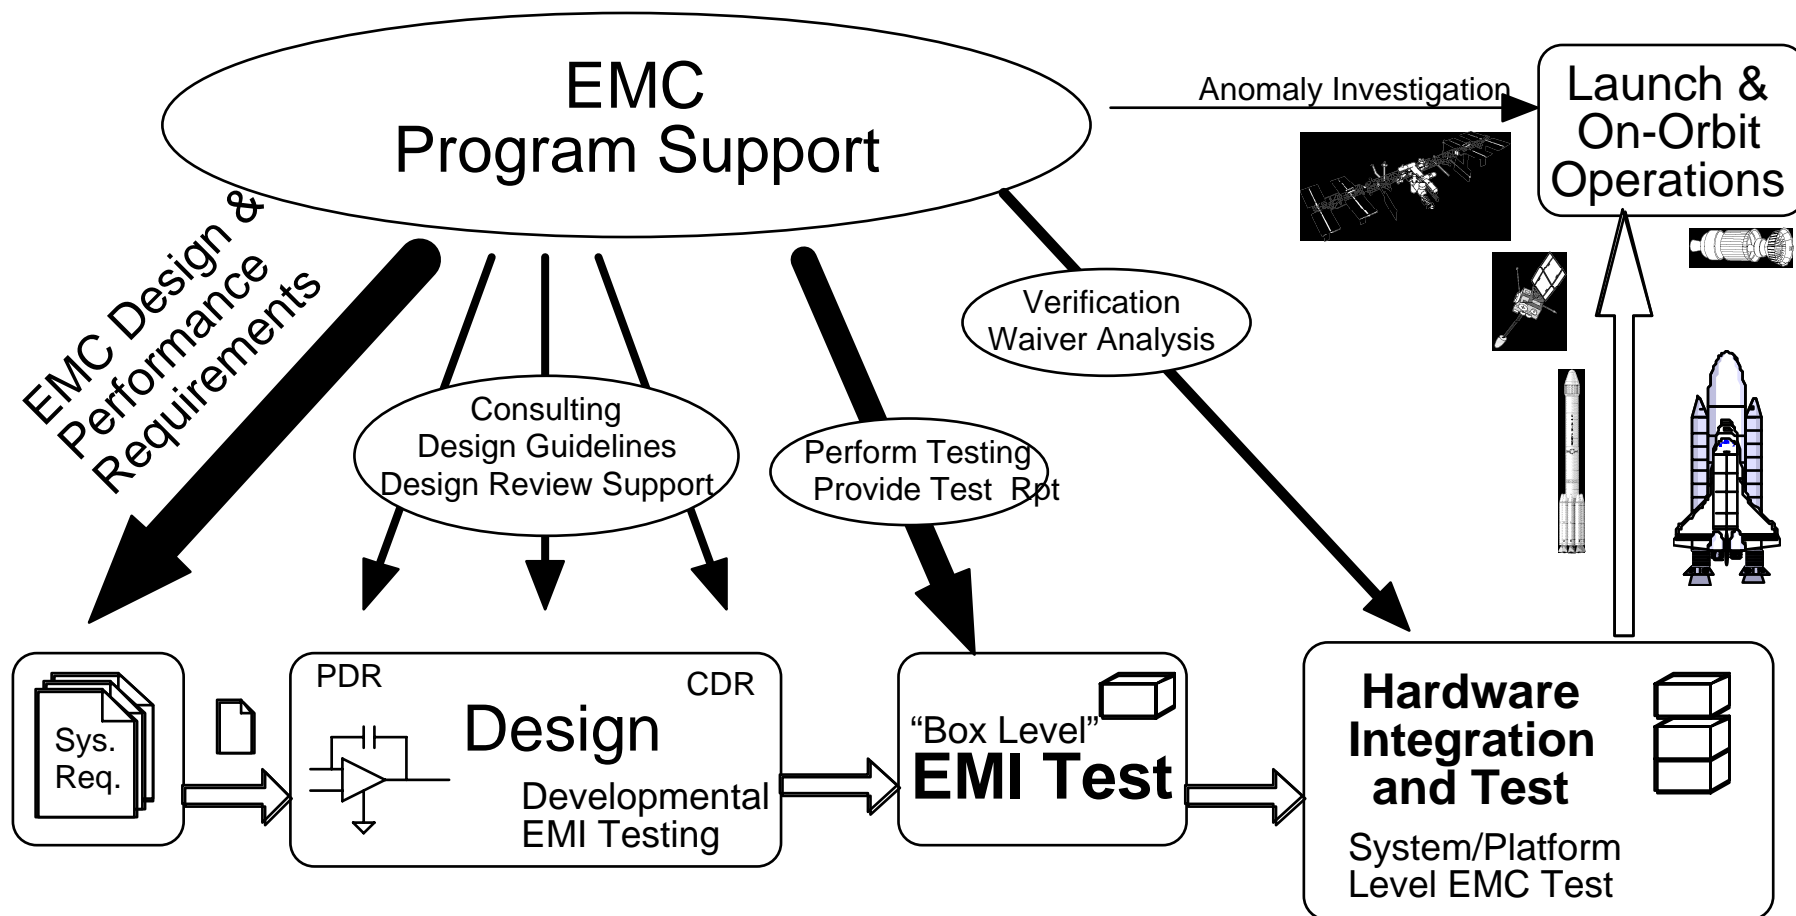 EMC
Program Support
Anomaly Investigation
Launch &
On-Orbit
Operations
EMC Design &
Performance
Requirements
Consulting
Design Guidelines
Design Review Support
Perform Testing
Provide Test Rpt
Verification
Waiver Analysis
Sys.
Req.
PDR
CDR
Design
Developmental
EMI Testing
“Box Level”
EMI Test
Hardware
Integration
and Test
System/Platform
Level EMC Test